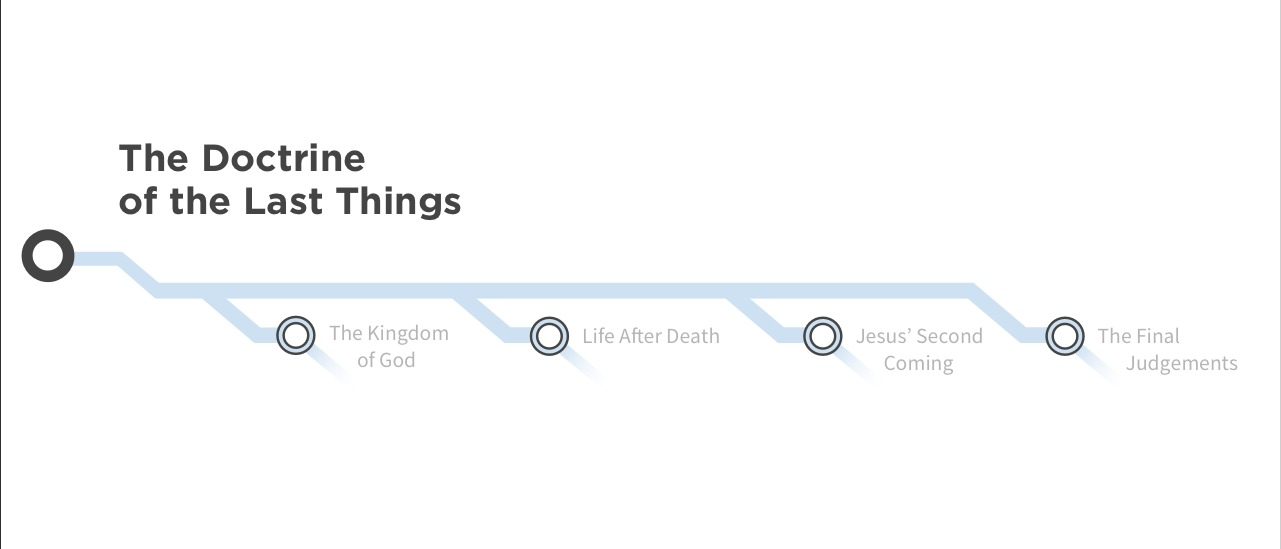 The Doctrine
of the Last Things
The Kingdom
of God
Life After Death
Jesus’ Second
Coming
The Final
Judgements